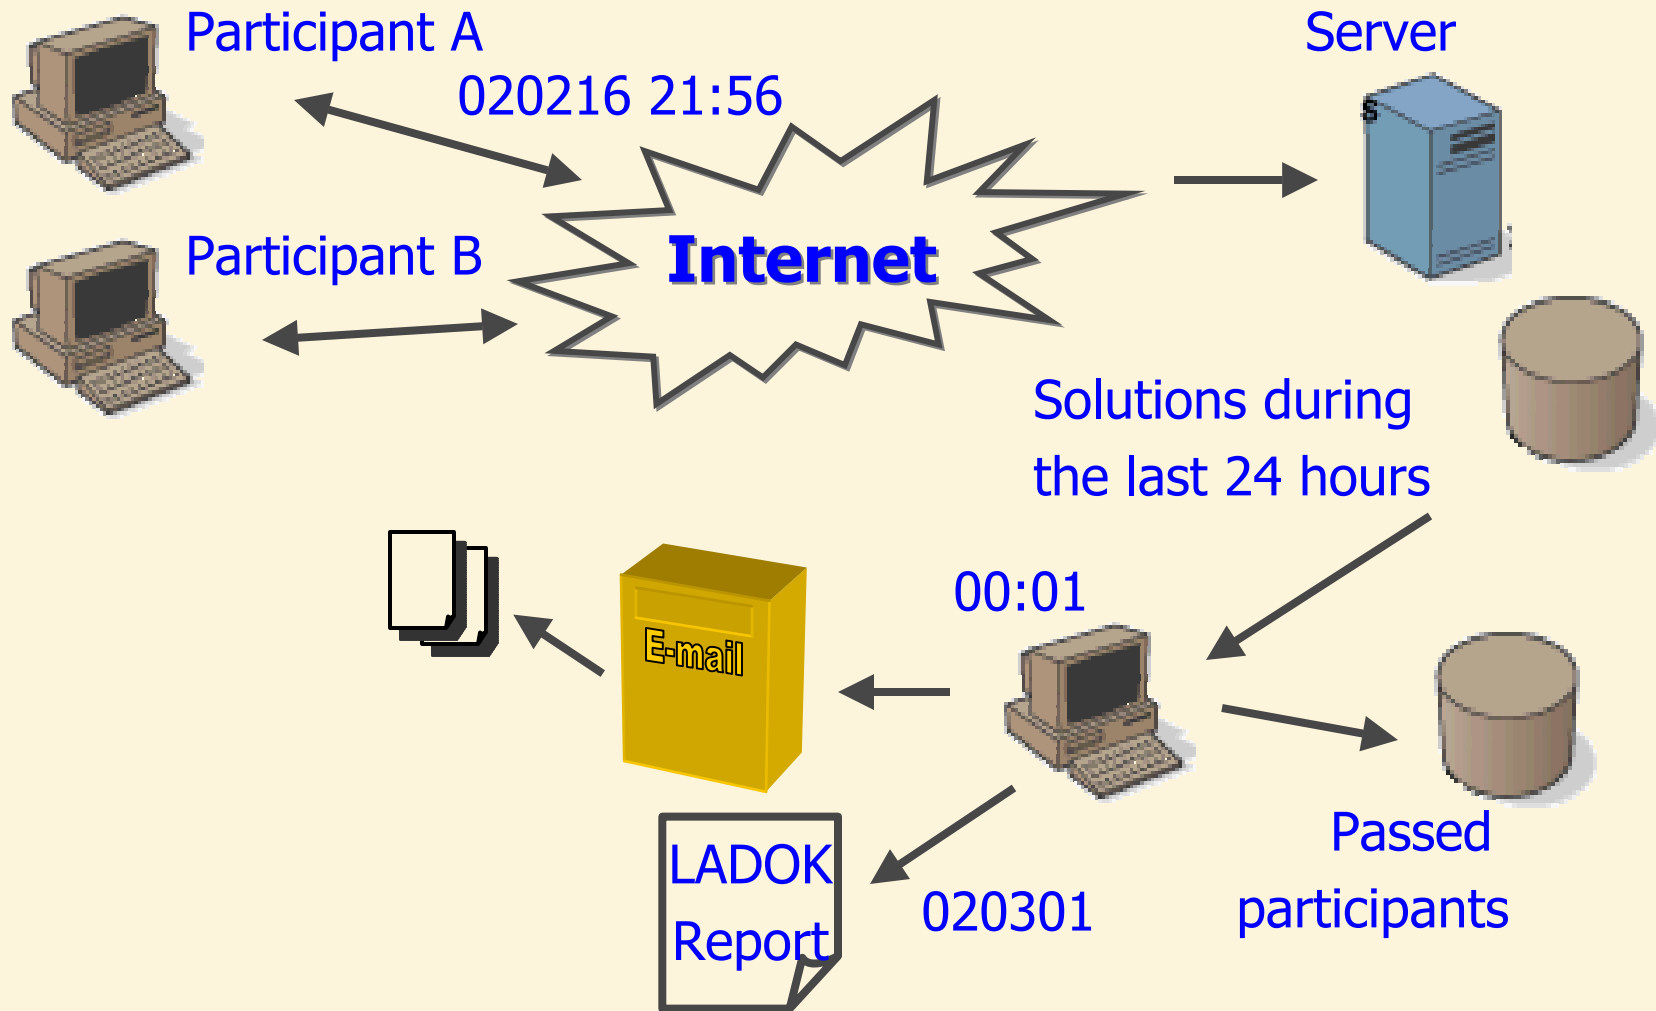 Participant A
Server
020216 21:56
s
Participant B
Internet
Solutions during
the last 24 hours
00:01
E-mail
Passed
participants
LADOK
Report
020301